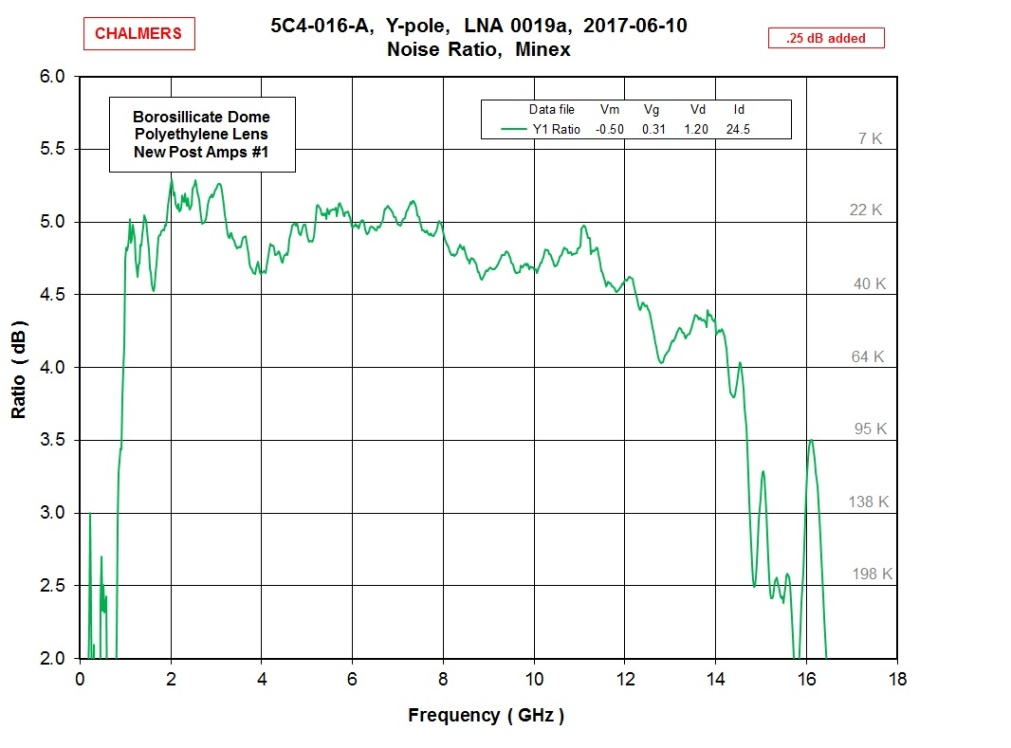 CHALMERS
5C4-016-A, Y-pole, LNA 0019a, 2017-06-10
Noise Ratio, Minex
.25 dB added
Borosillicate Dome
Polyethylene Lens
New Post Amps #1
Data file Vm Vg Vd Id
Y1 Ratio -0.50 0.31 1.20 24.5
6.0
5.5
5.0
4.5
4.0
3.5
3.0
2.5
2.0
Ratio ( dB )
7 K
22 K
40 K
64 K
95 K
138 K
198 K
0 2 4 6 8 10 12 14 16 18
Frequency ( GHz )